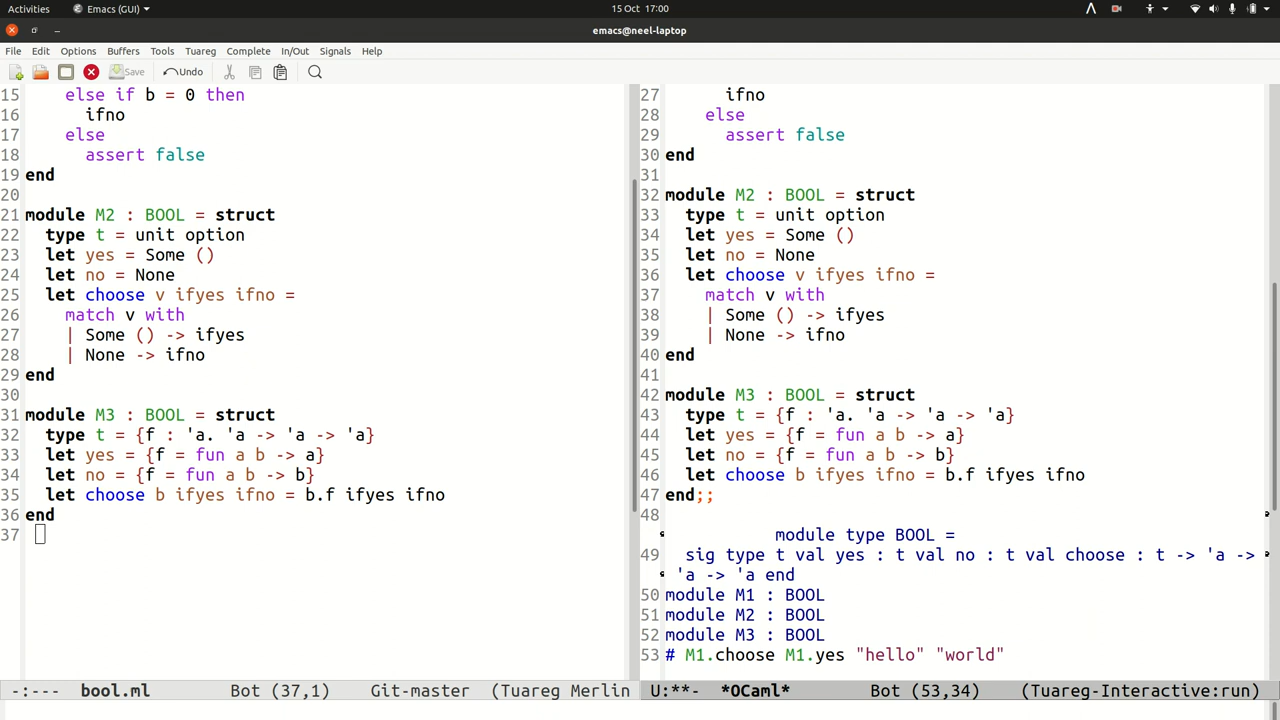 Activities Emacs (GUI) 15 Oct 17:00
emacs@neel-laptop
File Edit Options Buffers Tools Tuareg Complete In/Out Signals Help
Save Undo
15 else if b = 0 then
16 ifno
17 else
18 assert false
19 end
20
21 module M2 : BOOL = struct
22 type t = unit option
23 let yes = Some ()
24 let no = None
25 let choose v ifyes ifno =
26 match v with
27 | Some () -> ifyes
28 | None -> ifno
29 end
30
31 module M3 : BOOL = struct
32 type t = {f : 'a. 'a -> 'a -> 'a}
33 let yes = {f = fun a b -> a}
34 let no = {f = fun a b -> b}
35 let choose b ifyes ifno = b.f ifyes ifno
36 end
37
-:--- bool.ml Bot (37,1) Git-master (Tuareg Merlin
27 ifno
28 else
29 assert false
30 end
31
32 module M2 : BOOL = struct
33 type t = unit option
34 let yes = Some ()
35 let no = None
36 let choose v ifyes ifno =
37 match v with
38 | Some () -> ifyes
39 | None -> ifno
40 end
41
42 module M3 : BOOL = struct
43 type t = {f : 'a. 'a -> 'a -> 'a}
44 let yes = {f = fun a b -> a}
45 let no = {f = fun a b -> b}
46 let choose b ifyes ifno = b.f ifyes ifno
47 end;;
48
module type BOOL =
49 sig type t val yes : t val no : t val choose : t -> 'a ->
'a -> 'a end
50 module M1 : BOOL
51 module M2 : BOOL
52 module M3 : BOOL
53 # M1.choose M1.yes "hello" "world"
U:**- *OCaml* Bot (53,34) (Tuareg-Interactive:run)